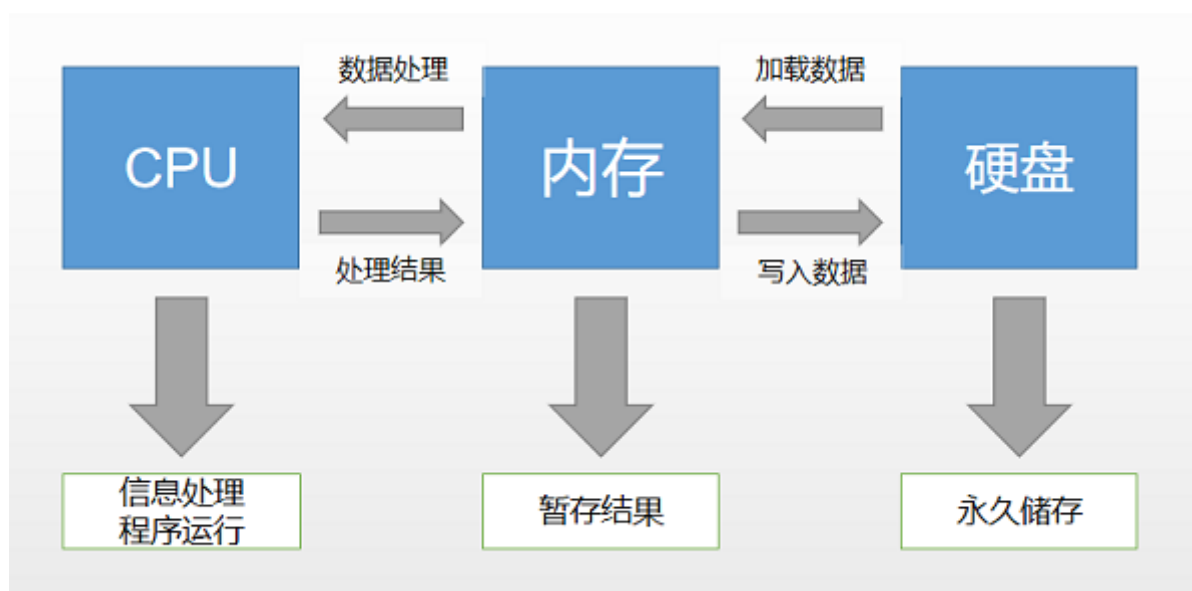 数据处理
加载数据
CPU
内存
硬盘
处理结果
写入数据
信息处理
程序运行
暂存结果
永久储存